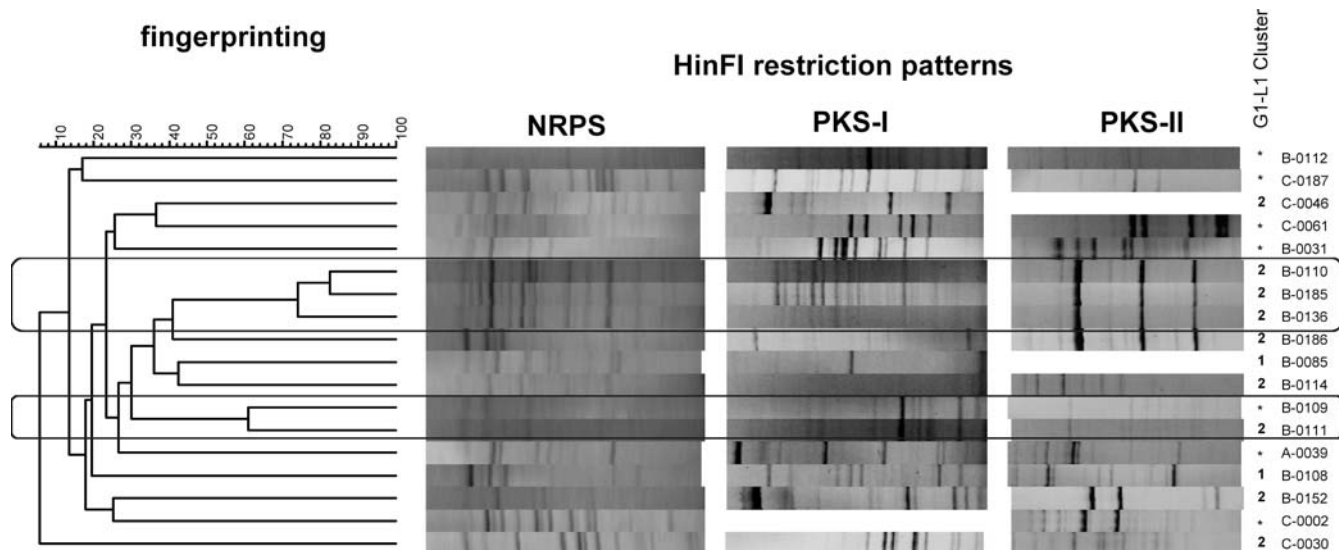 fingerprinting
HinFI restriction patterns
G1-L1 Cluster
10 20 30 40 50 60 70 80 90 100
NRPS PKS-I PKS-II
* B-0112
* C-0187
2 C-0046
* C-0061
* B-0031
2 B-0110
2 B-0185
2 B-0136
2 B-0186
1 B-0085
2 B-0114
* B-0109
2 B-0111
* A-0039
1 B-0108
2 B-0152
* C-0002
2 C-0030